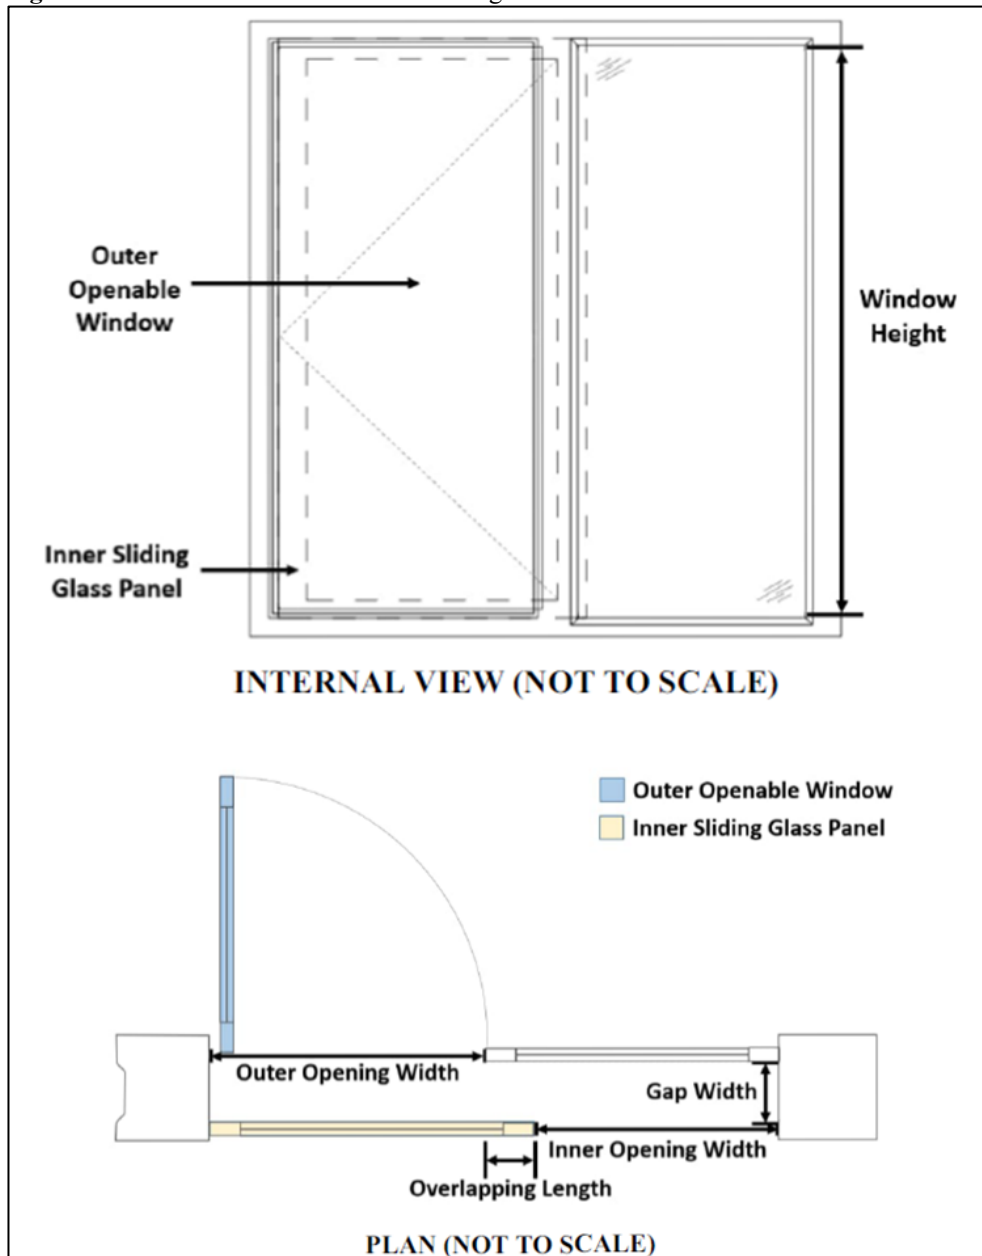 Outer
Openable
Window
Window
Height
Inner Sliding
Glass Panel
INTERNAL VIEW (NOT TO SCALE)
Outer Openable Window
Inner Sliding Glass Panel
Outer Opening Width
Gap Width
Inner Opening Width
Overlapping Length
PLAN (NOT TO SCALE)